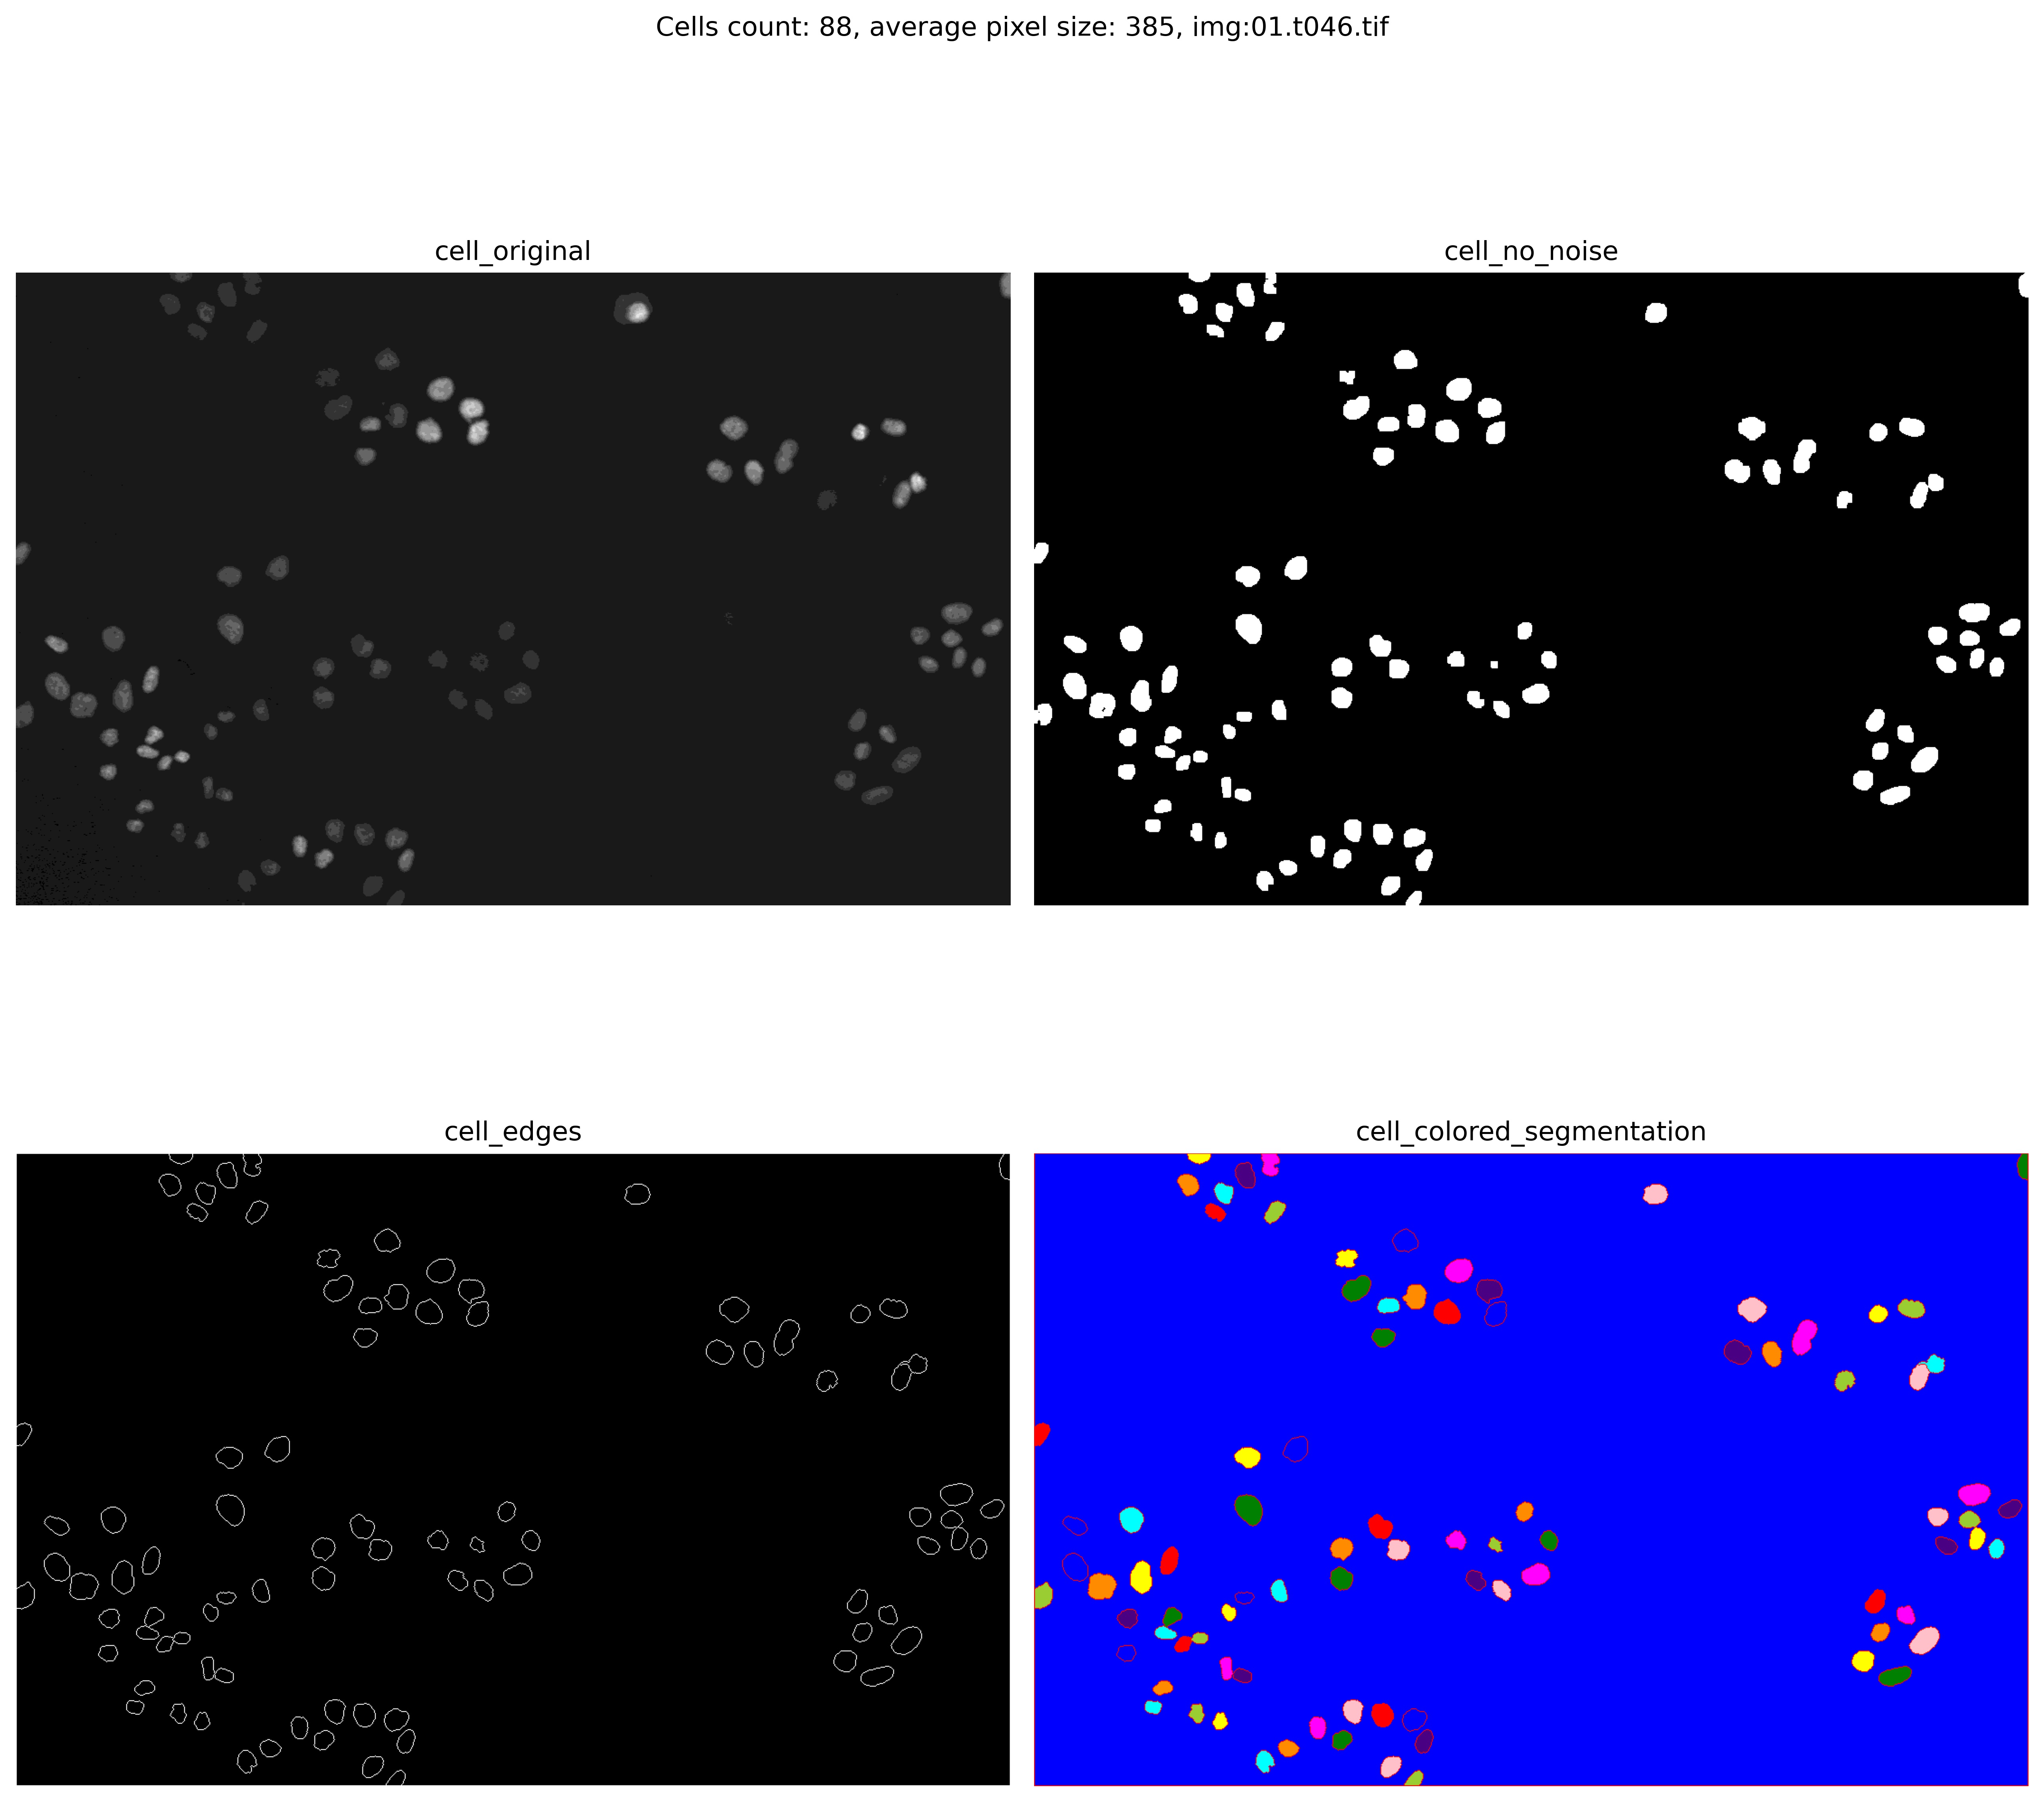 Cells count: 88, average pixel size: 385, img:01.t046.tif
cell_original
cell_no_noise
cell_edges
cell_colored_segmentation